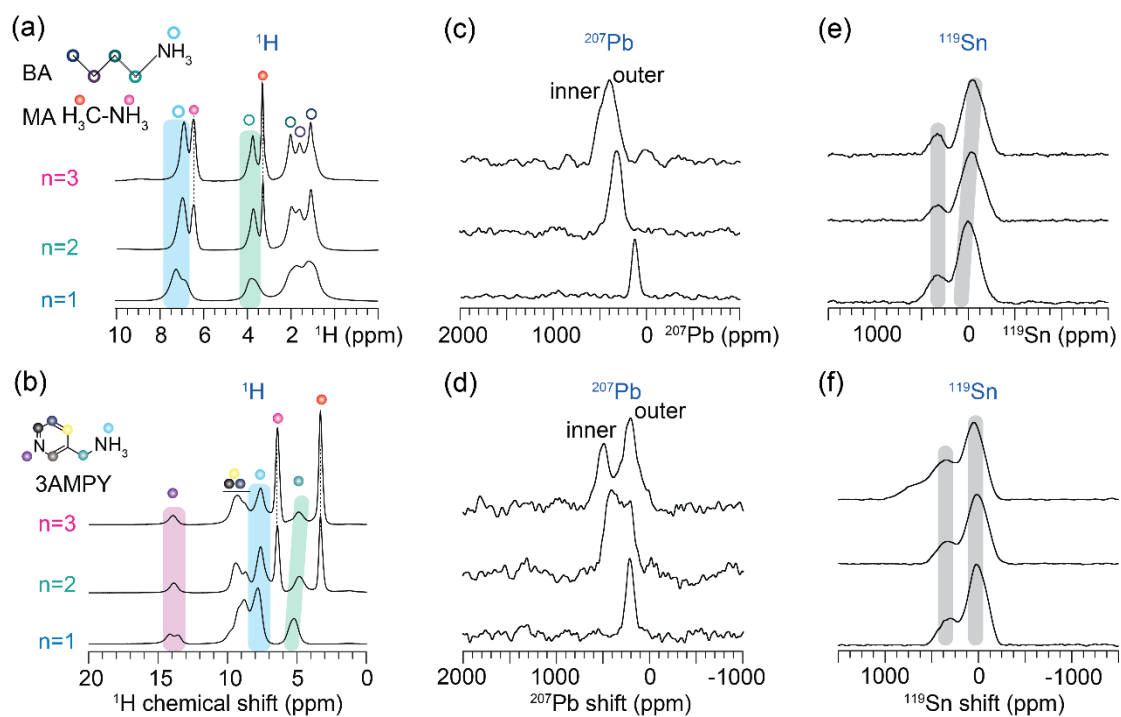 (a)
¹H
BA
NH₃
MA H₃C-NH₃
n=3
n=2
n=1
10 8 6 4 2
¹H (ppm)
(c)
²⁰⁷Pb
inner
outer
2000 1000 0
²⁰⁷Pb (ppm)
(e)
¹¹⁹Sn
1000 0
¹¹⁹Sn (ppm)
(b)
¹H
N
NH₃
3AMPY
n=3
n=2
n=1
20 15 10 5 0
¹H chemical shift (ppm)
(d)
²⁰⁷Pb
inner
outer
2000 1000 0 -1000
²⁰⁷Pb shift (ppm)
(f)
¹¹⁹Sn
1000 0
¹¹⁹Sn shift (ppm)